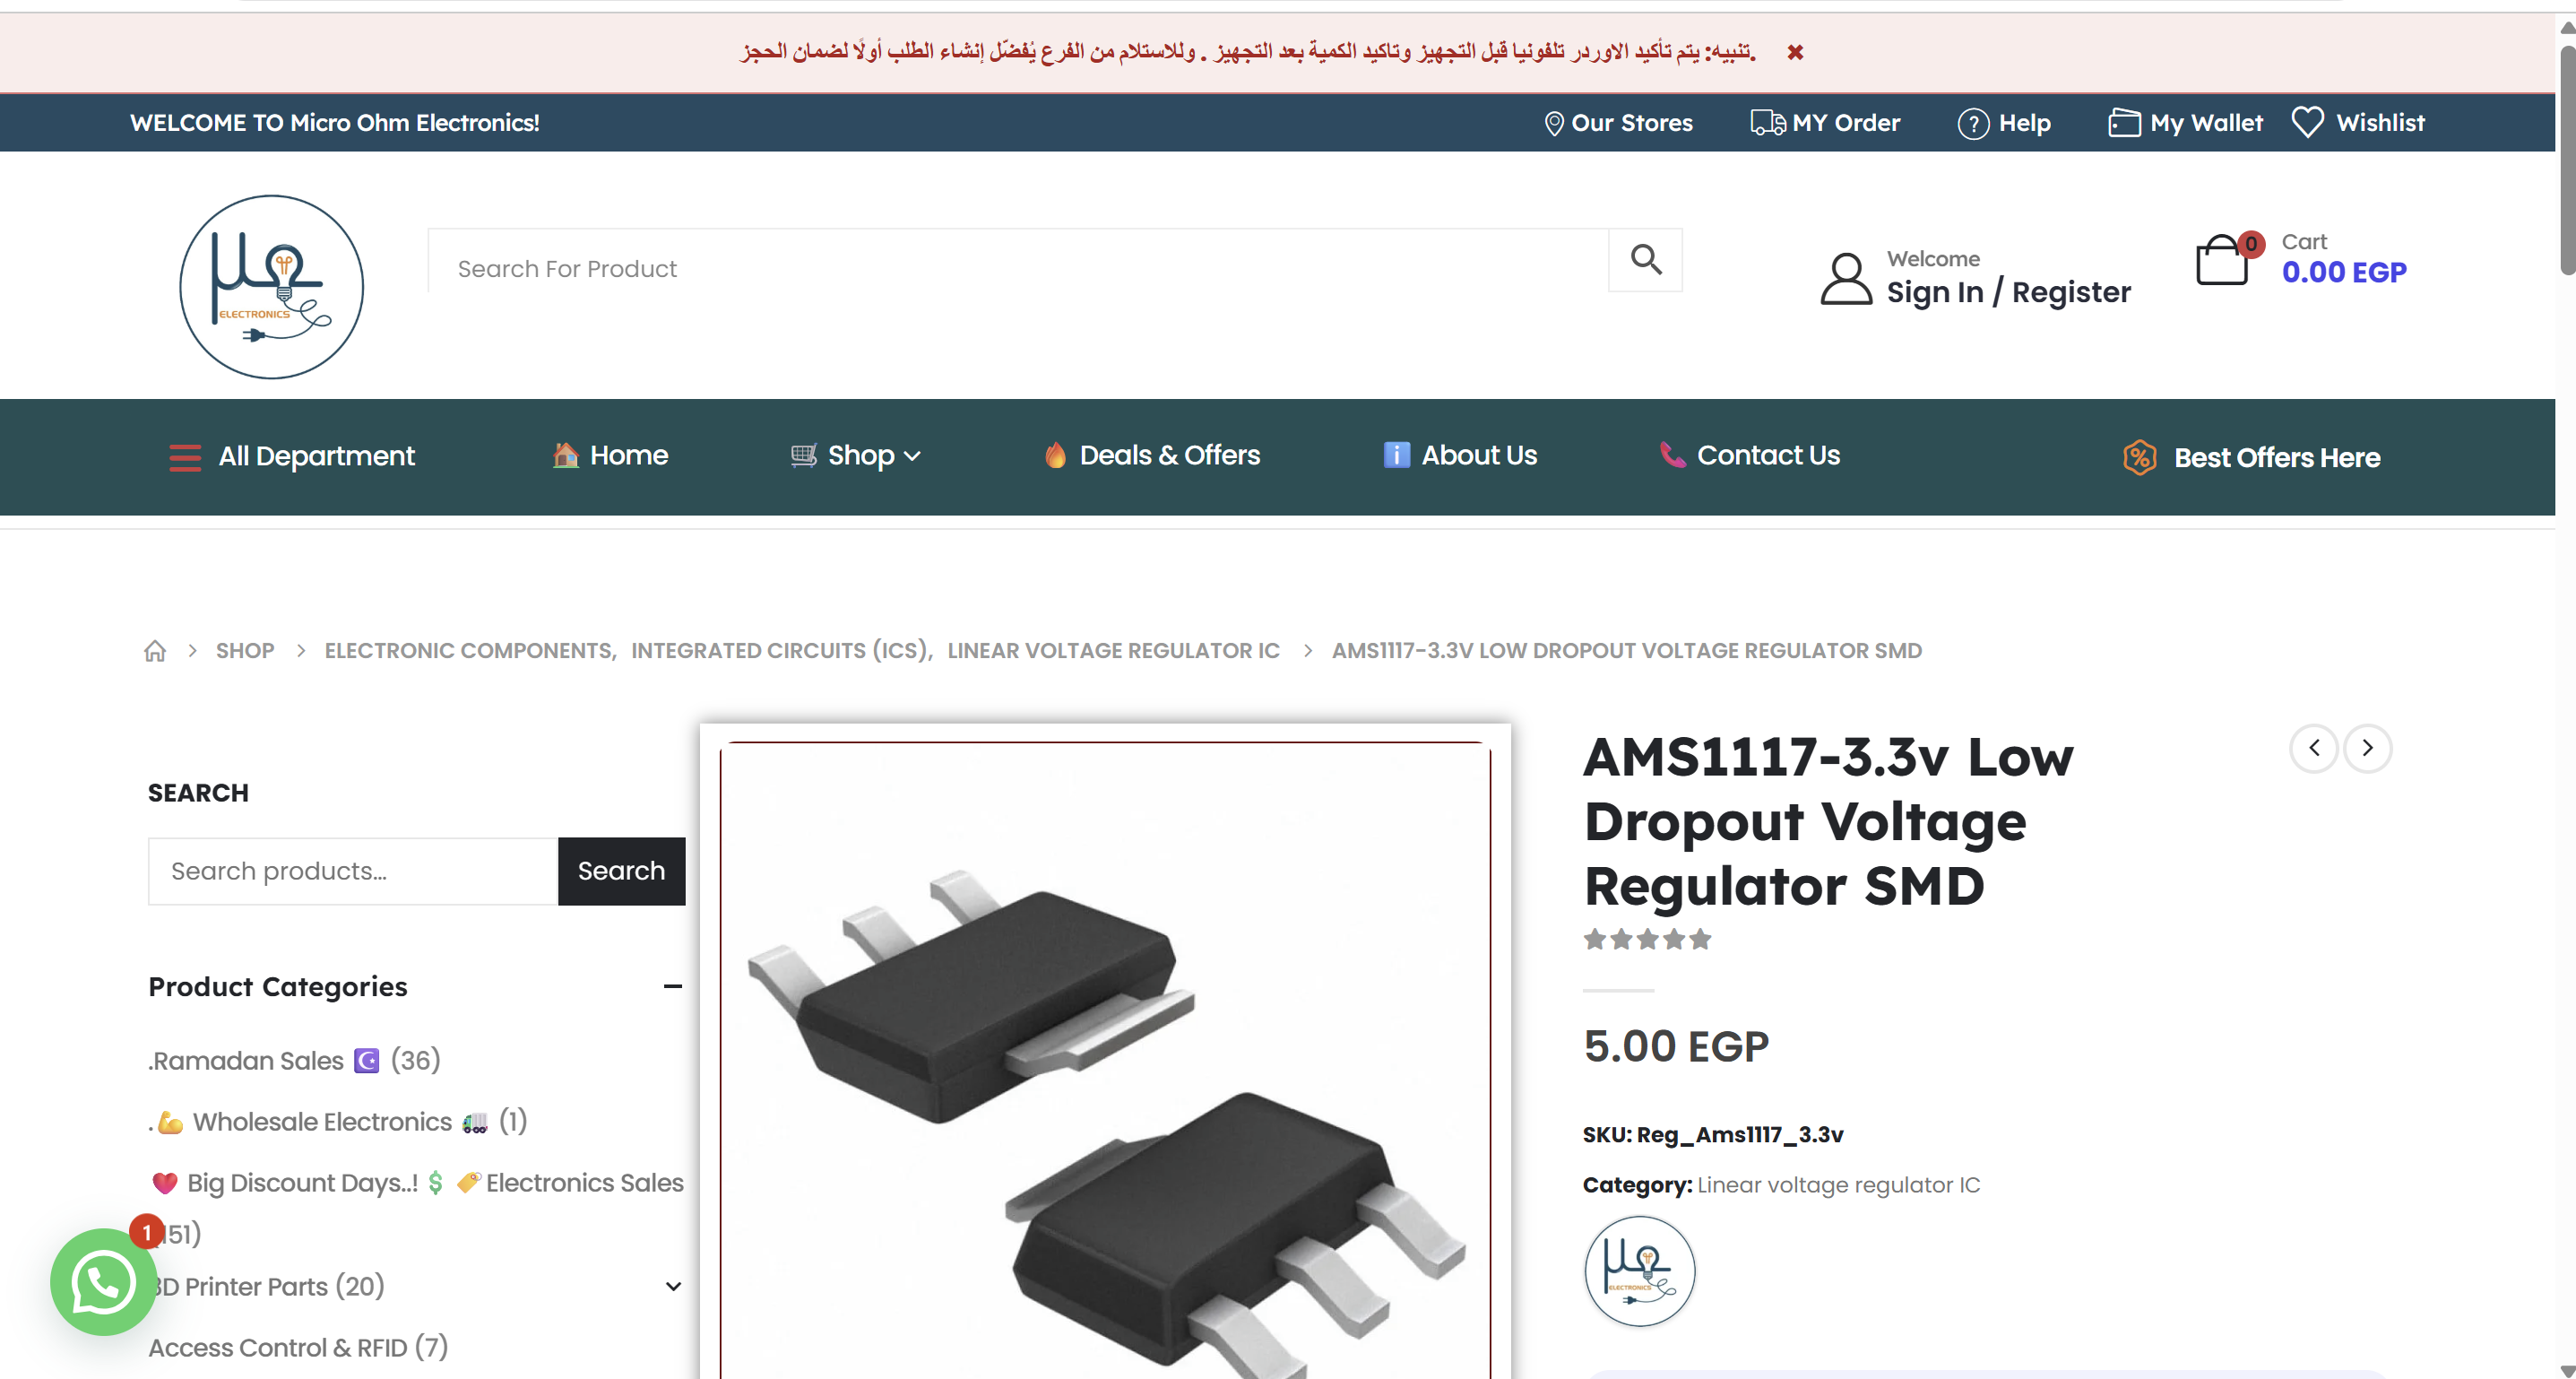 تنبيه: يتم تأكيد الاوردر تلفونيا قبل التجهيز وتاكيد الكمية بعد التجهيز . وللاستلام من الفرع يُفضّل إنشاء الطلب أولًا لضمان الحجز.
WELCOME TO Micro Ohm Electronics!
Our Stores
MY Order
Help
My Wallet
Wishlist
ELECTRONICS
Search For Product
Welcome
Sign In / Register
0
Cart
0.00 EGP
All Department
Home
Shop
Deals & Offers
About Us
Contact Us
Best Offers Here
SHOP > ELECTRONIC COMPONENTS, INTEGRATED CIRCUITS (ICS), LINEAR VOLTAGE REGULATOR IC > AMS1117-3.3V LOW DROPOUT VOLTAGE REGULATOR SMD
SEARCH
Search products…
Search
Product Categories
.Ramadan Sales ☪️ (36)
.💪 Wholesale Electronics 🚛 (1)
❤️ Big Discount Days..! 💲 🏷️Electronics Sales
151)
1
D Printer Parts (20)
Access Control & RFID (7)
AMS1117-3.3v Low
Dropout Voltage
Regulator SMD
5.00 EGP
SKU: Reg_Ams1117_3.3v
Category: Linear voltage regulator IC
ELECTRONICS